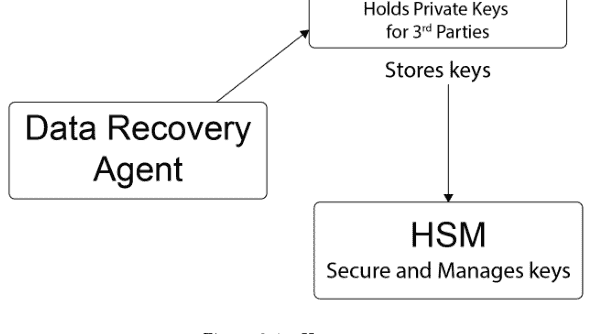 Holds Private Keys
for 3rd Parties
Stores keys
Data Recovery
Agent
HSM
Secure and Manages keys